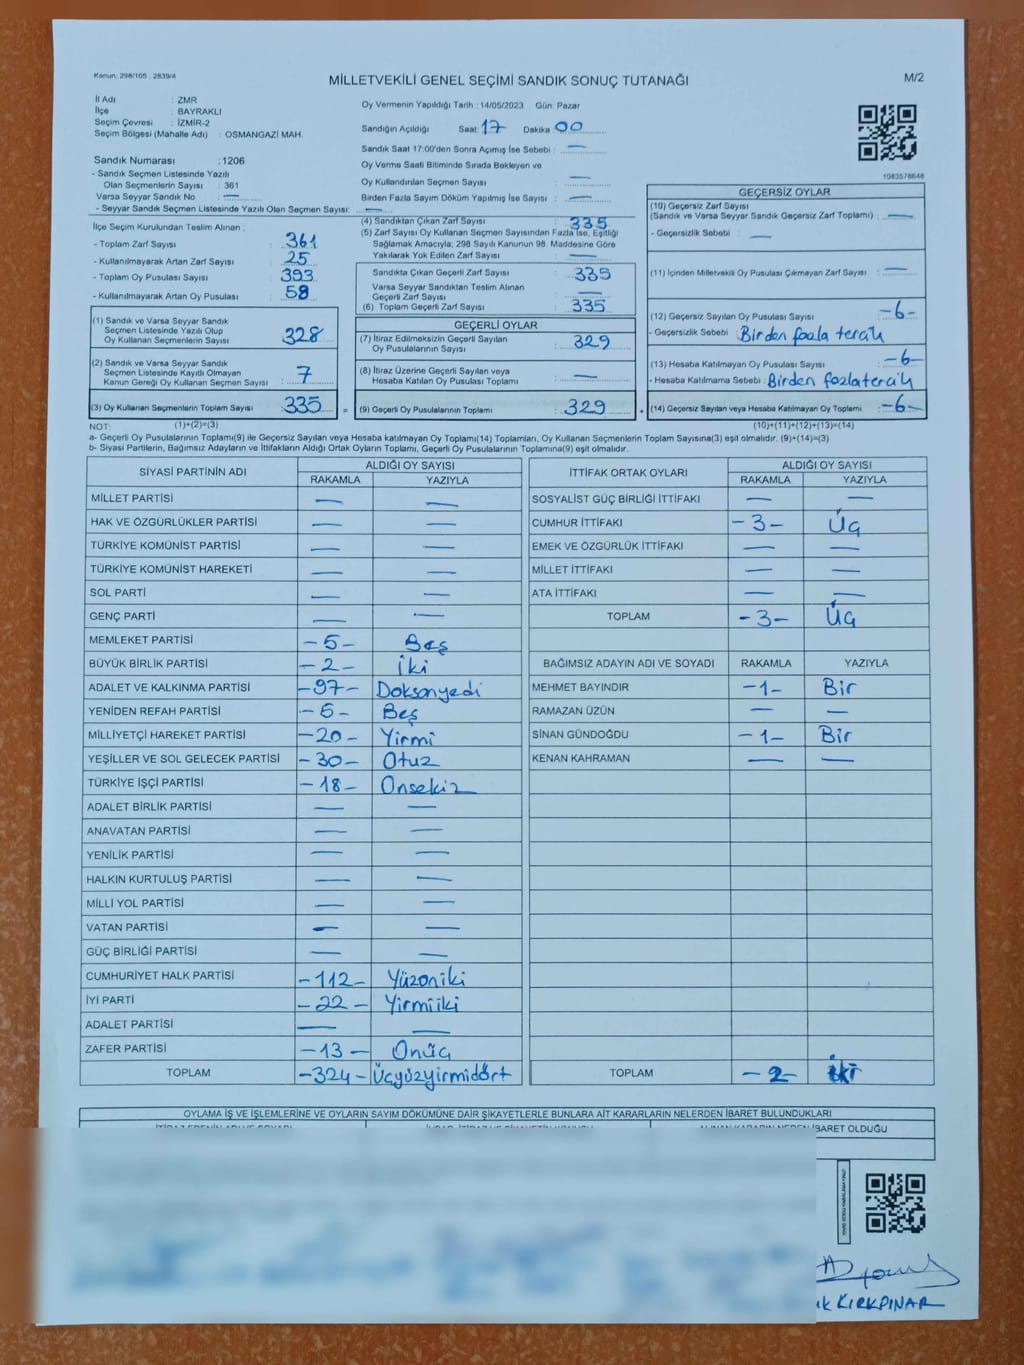 Kanun: 298/105 , 2839/4
MİLLETVEKİLİ GENEL SEÇİMİ SANDIK SONUÇ TUTANAĞI
M/2
İl Adı : ZMR
İlçe : BAYRAKLI
Seçim Çevresi : İZMİR-2
Seçim Bölgesi (Mahalle Adı) : OSMANGAZİ MAH.
Sandık Numarası :1206
- Sandık Seçmen Listesinde Yazılı
Olan Seçmenlerin Sayısı : 361
Varsa Seyyar Sandık No : —
- Seyyar Sandık Seçmen Listesinde Yazılı Olan Seçmen Sayısı: —
Oy Vermenin Yapıldığı Tarih : 14/05/2023 Gün: Pazar
Sandığın Açıldığı Saat: 17 Dakika 00
Sandık Saat 17:00'den Sonra Açımış İse Sebebi : —
Oy Verme Saati Bitiminde Sırada Bekleyen ve
Oy Kullandırılan Seçmen Sayısı : —
Birden Fazla Sayım Döküm Yapımış İse Sayısı : —
1083578648
İlçe Seçim Kurulundan Teslim Alınan ;
- Toplam Zarf Sayısı : 361
- Kullanılmayarak Artan Zarf Sayısı : 25
- Toplam Oy Pusulası Sayısı : 393
- Kullanılmayarak Artan Oy Pusulası : 58
(4) Sandıktan Çıkan Zarf Sayısı : 335
(5) Zarf Sayısı Oy Kullanan Seçmen Sayısından Fazla İse, Eşitliği
Sağlamak Amacıyla; 298 Sayılı Kanunun 98. Maddesine Göre
Yakılarak Yok Edilen Zarf Sayısı : —
Sandıkta Çıkan Geçerli Zarf Sayısı : 335
Varsa Seyyar Sandıktan Teslim Alınan
Geçerli Zarf Sayısı : —
(6) Toplam Geçerli Zarf Sayısı : 335
GEÇERSİZ OYLAR
(10) Geçersiz Zarf Sayısı
(Sandık ve Varsa Seyyar Sandık Geçersiz Zarf Toplamı) : —
- Geçersizlik Sebebi : —
(11) İçinden Milletvekili Oy Pusulası Çıkmayan Zarf Sayısı : —
(12) Geçersiz Sayılan Oy Pusulası Sayısı : -6-
- Geçersizlik Sebebi : Birden fazla tercih
(13) Hesaba Katılmayan Oy Pusulası Sayısı : -6-
- Hesaba Katılmama Sebebi : Birden fazla tercih
(14) Geçersiz Sayılan veya Hesaba Katılmayan Oy Toplamı : -6-
(1) Sandık ve Varsa Seyyar Sandık
Seçmen Listesinde Yazılı Olup
Oy Kullanan Seçmenlerin Sayısı : 328
(2) Sandık ve Varsa Seyyar Sandık
Seçmen Listesinde Kayıtlı Olmayan
Kanun Gereği Oy Kullanan Seçmen Sayısı : 7
(3) Oy Kullanan Seçmenlerin Toplam Sayısı : 335
GEÇERLİ OYLAR
(7) İtiraz Edilmeksizin Geçerli Sayılan
Oy Pusulalarının Sayısı : 329
(8) İtiraz Üzerine Geçerli Sayılan veya
Hesaba Katılan Oy Pusulası Toplamı : —
= (9) Geçerli Oy Pusulalarının Toplamı : 329 +
NOT: (1)+(2)=(3) (10)+(11)+(12)+(13)=(14)
a- Geçerli Oy Pusulalarının Toplamı(9) ile Geçersiz Sayılan veya Hesaba katılmayan Oy Toplamı(14) Toplamları, Oy Kullanan Seçmenlerin Toplam Sayısına(3) eşit olmalıdır. (9)+(14)=(3)
b- Siyasi Partilerin, Bağımsız Adayların ve İttifakların Aldığı Ortak Oyların Toplamı, Geçerli Oy Pusulalarının Toplamına(9) eşit olmalıdır.
SİYASİ PARTİNİN ADI ALDIĞI OY SAYISI
RAKAMLA YAZIYLA
MİLLET PARTİSİ — —
HAK VE ÖZGÜRLÜKLER PARTİSİ — —
TÜRKİYE KOMÜNİST PARTİSİ — —
TÜRKİYE KOMÜNİST HAREKETİ — —
SOL PARTİ — —
GENÇ PARTİ — —
MEMLEKET PARTİSİ -5- Beş
BÜYÜK BİRLİK PARTİSİ -2- İki
ADALET VE KALKINMA PARTİSİ -97- Doksanyedi
YENİDEN REFAH PARTİSİ -5- Beş
MİLLİYETÇİ HAREKET PARTİSİ -20- Yirmi
YEŞİLLER VE SOL GELECEK PARTİSİ -30- Otuz
TÜRKİYE İŞÇİ PARTİSİ -18- Onsekiz
ADALET BİRLİK PARTİSİ — —
ANAVATAN PARTİSİ — —
YENİLİK PARTİSİ — —
HALKIN KURTULUŞ PARTİSİ — —
MİLLİ YOL PARTİSİ — —
VATAN PARTİSİ — —
GÜÇ BİRLİĞİ PARTİSİ — —
CUMHURİYET HALK PARTİSİ -112- Yüzoniki
İYİ PARTİ -22- Yirmiiki
ADALET PARTİSİ — —
ZAFER PARTİSİ -13- Onüç
TOPLAM -324- Üçyüzyirmidört
İTTİFAK ORTAK OYLARI ALDIĞI OY SAYISI
RAKAMLA YAZIYLA
SOSYALİST GÜÇ BİRLİĞİ İTTİFAKI — —
CUMHUR İTTİFAKI -3- Üç
EMEK VE ÖZGÜRLÜK İTTİFAKI — —
MİLLET İTTİFAKI — —
ATA İTTİFAKI — —
TOPLAM -3- Üç
BAĞIMSIZ ADAYIN ADI VE SOYADI RAKAMLA YAZIYLA
MEHMET BAYINDIR -1- Bir
RAMAZAN ÜZÜN — —
SİNAN GÜNDOĞDU -1- Bir
KENAN KAHRAMAN — —
TOPLAM -2- İki
OYLAMA İŞ VE İŞLEMLERİNE VE OYLARIN SAYIM DÖKÜMÜNE DAİR ŞİKAYETLERLE BUNLARA AİT KARARLARIN NELERDEN İBARET BULUNDUKLARI
İBARET OLDUĞU
KIRKPINAR